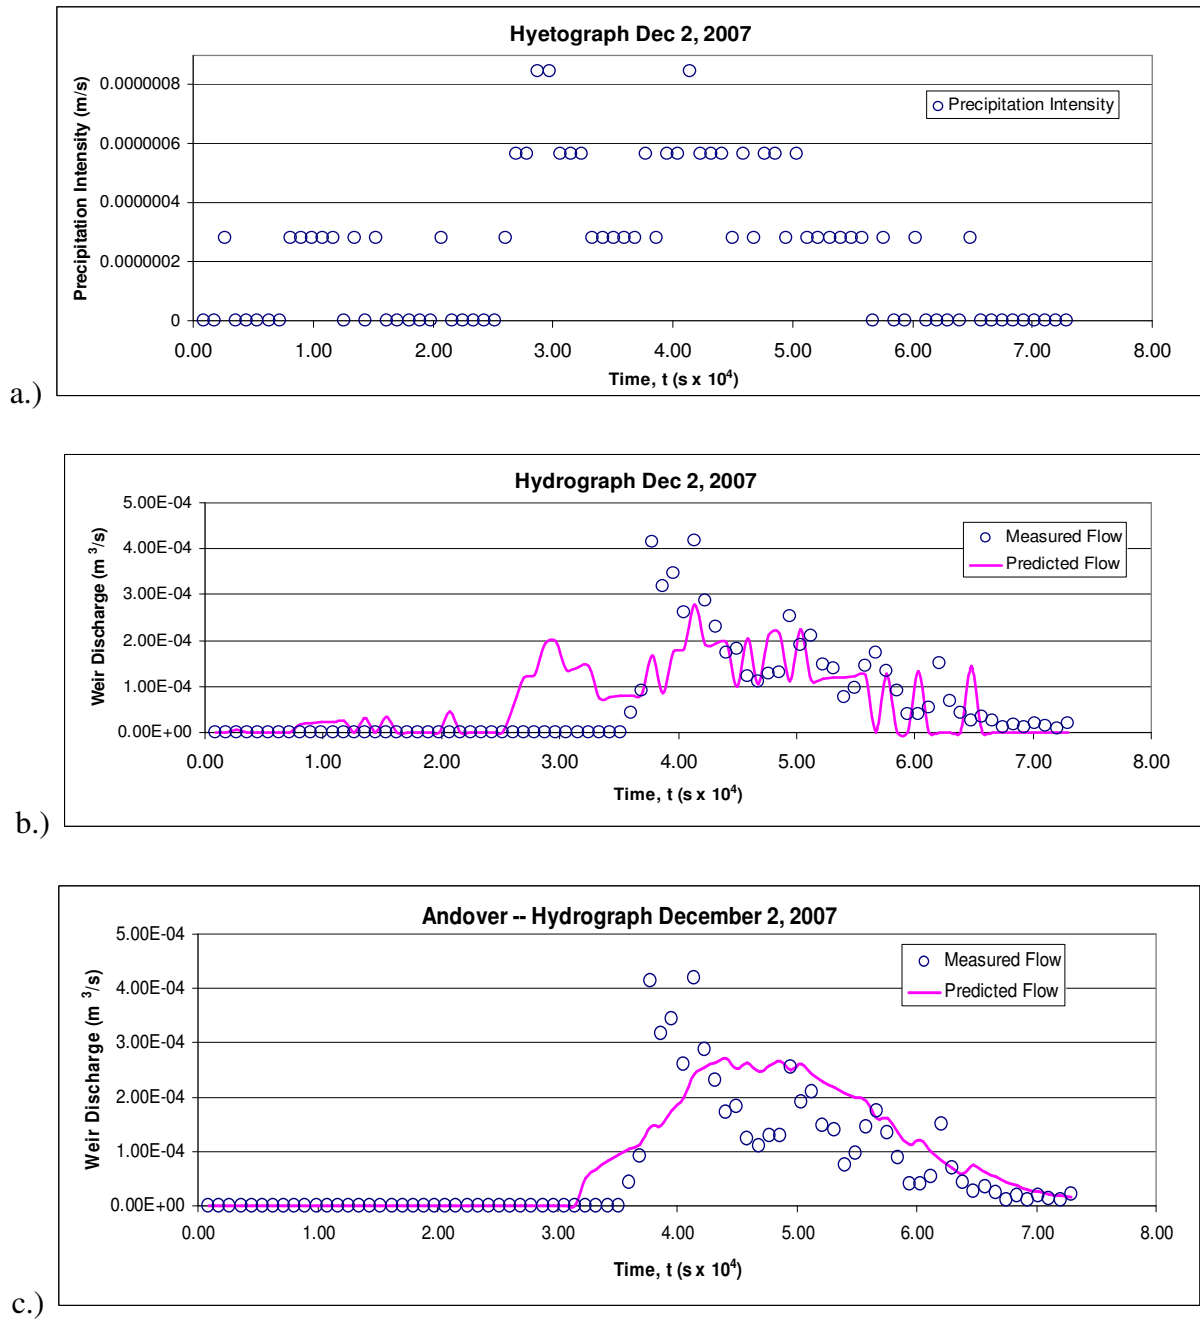 Hyetograph Dec 2, 2007
Precipitation Intensity (m/s)
0.0000008
0.0000006
0.0000004
0.0000002
0
Precipitation Intensity
0.00 1.00 2.00 3.00 4.00 5.00 6.00 7.00 8.00
Time, t (s x 10⁴)
a.)
Hydrograph Dec 2, 2007
Weir Discharge (m³/s)
5.00E-04
4.00E-04
3.00E-04
2.00E-04
1.00E-04
0.00E+00
Measured Flow
Predicted Flow
0.00 1.00 2.00 3.00 4.00 5.00 6.00 7.00 8.00
Time, t (s x 10⁴)
b.)
Andover -- Hydrograph December 2, 2007
Weir Discharge (m³/s)
5.00E-04
4.00E-04
3.00E-04
2.00E-04
1.00E-04
0.00E+00
Measured Flow
Predicted Flow
0.00 1.00 2.00 3.00 4.00 5.00 6.00 7.00 8.00
Time, t (s x 10⁴)
c.)